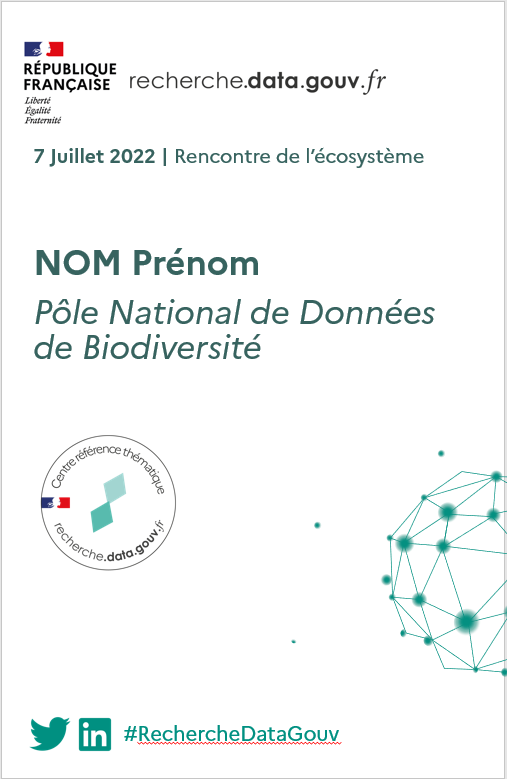 RÉPUBLIQUE
FRANÇAISE
Liberté
Égalité
Fraternité
recherche.data.gouv.fr
7 Juillet 2022 | Rencontre de l'écosystème
NOM Prénom
Pôle National de Données
de Biodiversité
Centre référence thématique
recherche.data.gouv.fr
in
#RechercheDataGouv